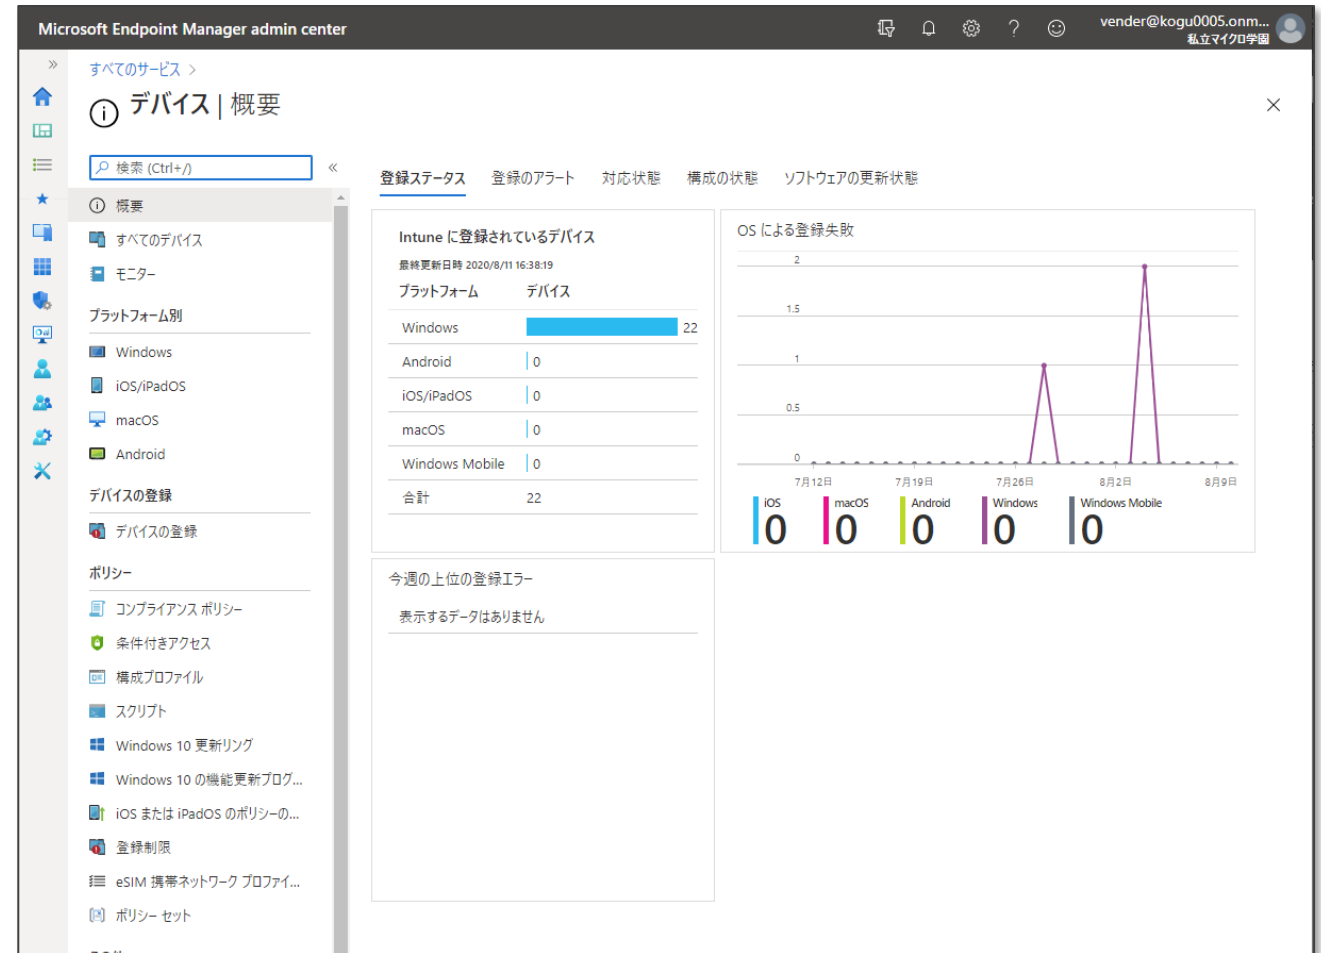 Microsoft Endpoint Manager admin center
vender@kogu0005.onm...
私立マイクロ学園
すべてのサービス >
デバイス | 概要
検索 (Ctrl+/)
概要
すべてのデバイス
モニター
プラットフォーム別
Windows
iOS/iPadOS
macOS
Android
デバイスの登録
デバイスの登録
ポリシー
コンプライアンス ポリシー
条件付きアクセス
構成プロファイル
スクリプト
Windows 10 更新リング
Windows 10 の機能更新プログ...
iOS または iPadOS のポリシーの...
登録制限
eSIM 携帯ネットワーク プロファイ...
ポリシー セット
登録ステータス 登録のアラート 対応状態 構成の状態 ソフトウェアの更新状態
Intune に登録されているデバイス
最終更新日時 2020/8/11 16:38:19
プラットフォーム デバイス
Windows 22
Android 0
iOS/iPadOS 0
macOS 0
Windows Mobile 0
合計 22
OS による登録失敗
2
1.5
1
0.5
0
7月12日 7月19日 7月26日 8月2日 8月9日
iOS macOS Android Windows Windows Mobile
0 0 0 0 0
今週の上位の登録エラー
表示するデータはありません